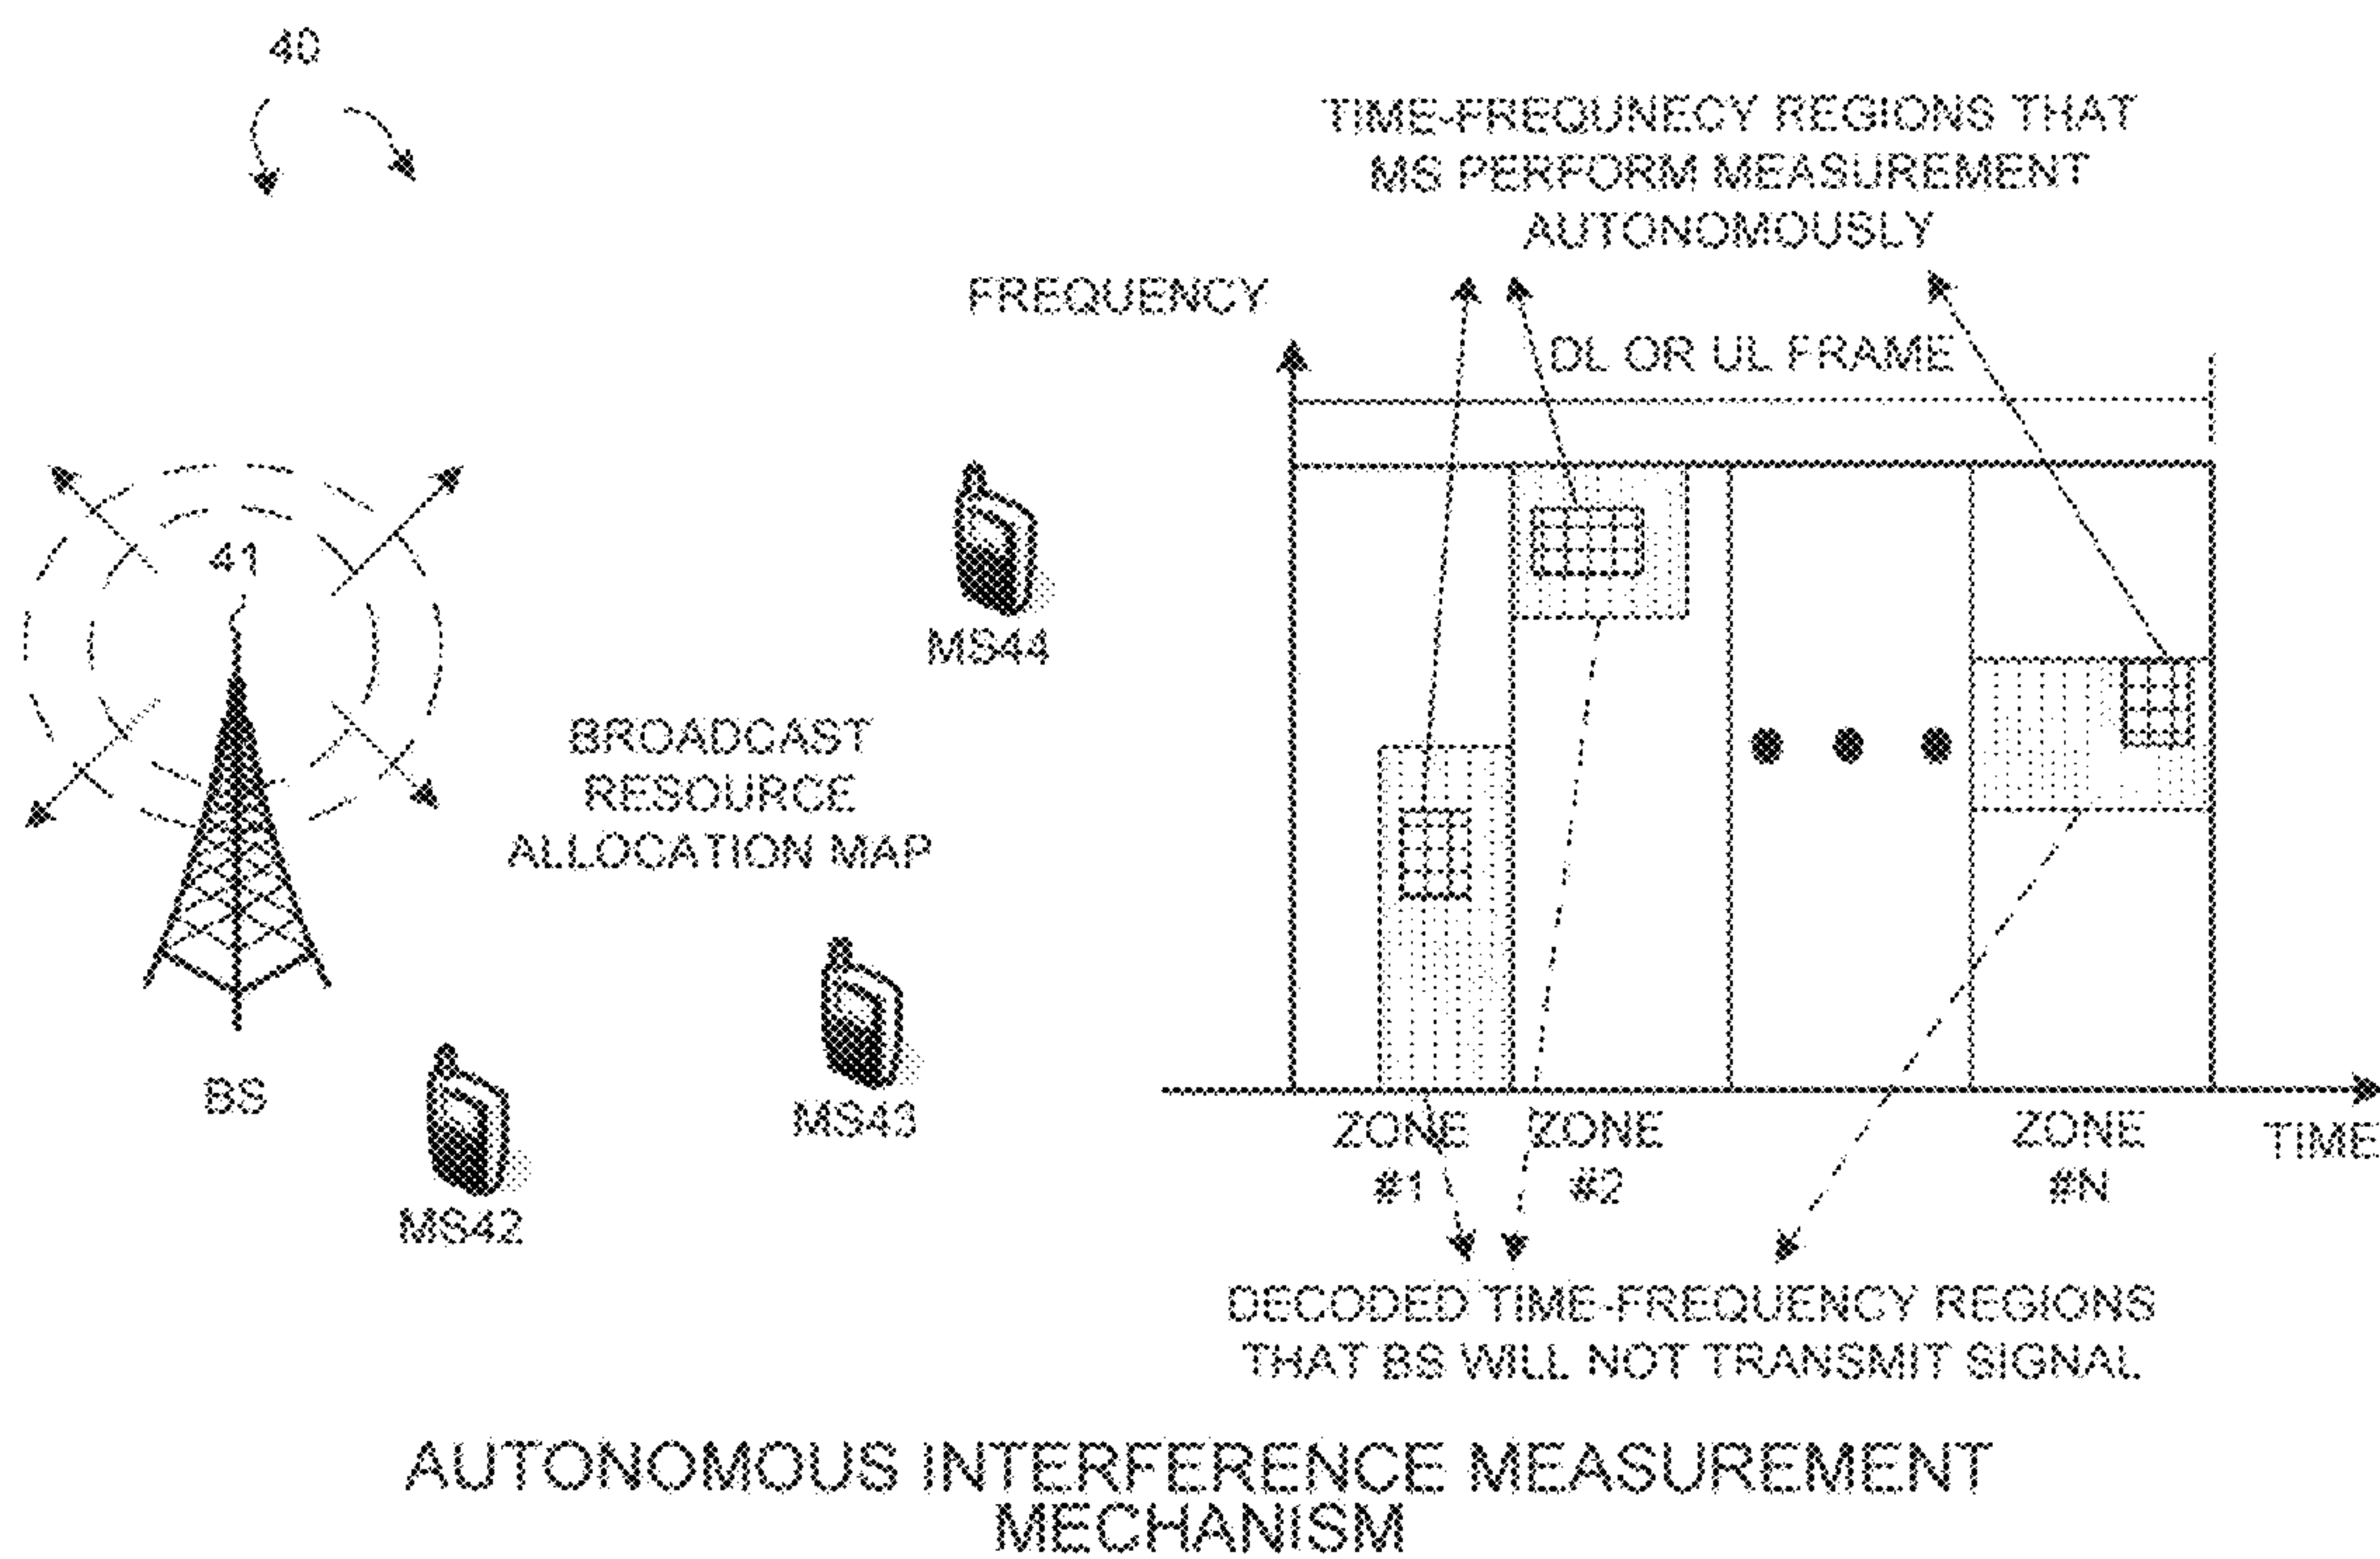 40
TIME-FREQUNECY REGIONS THAT
MS PERFORM MEASUREMENT
AUTONOMOUSLY
FREQUENCY
DL OR UL FRAME
41
MS44
BROADCAST
RESOURCE
ALLOCATION MAP
BS
MS43
MS42
ZONE
#1
ZONE
#2
ZONE
#N
TIME
DECODED TIME-FREQUENCY REGIONS
THAT BS WILL NOT TRANSMIT SIGNAL
AUTONOMOUS INTERFERENCE MEASUREMENT
MECHANISM